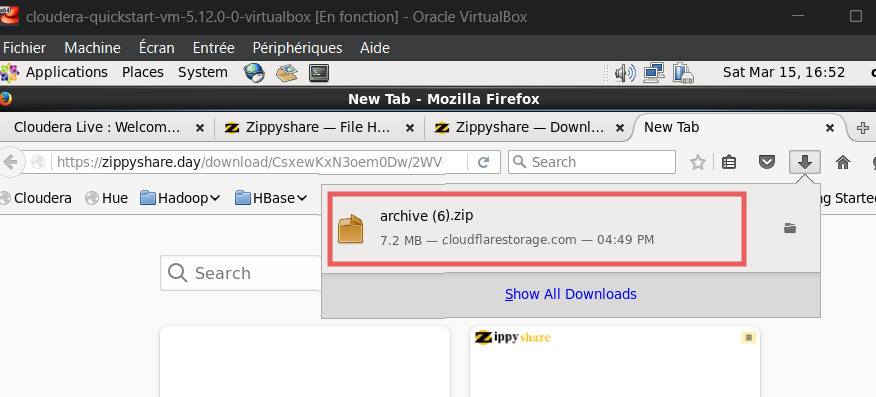 cloudera-quickstart-vm-5.12.0-0-virtualbox [En fonction] - Oracle VirtualBox
Fichier Machine Écran Entrée Périphériques Aide
Applications Places System Sat Mar 15, 16:52
New Tab - Mozilla Firefox
Cloudera Live : Welcom... Zippyshare — File H... Zippyshare — Downl... New Tab
https://zippyshare.day/download/CsxewKxN3oem0Dw/2WV Search
Cloudera Hue Hadoop HBase ng Starte
archive (6).zip
7.2 MB — cloudflarestorage.com — 04:49 PM
Show All Downloads
Search
Zippyshare